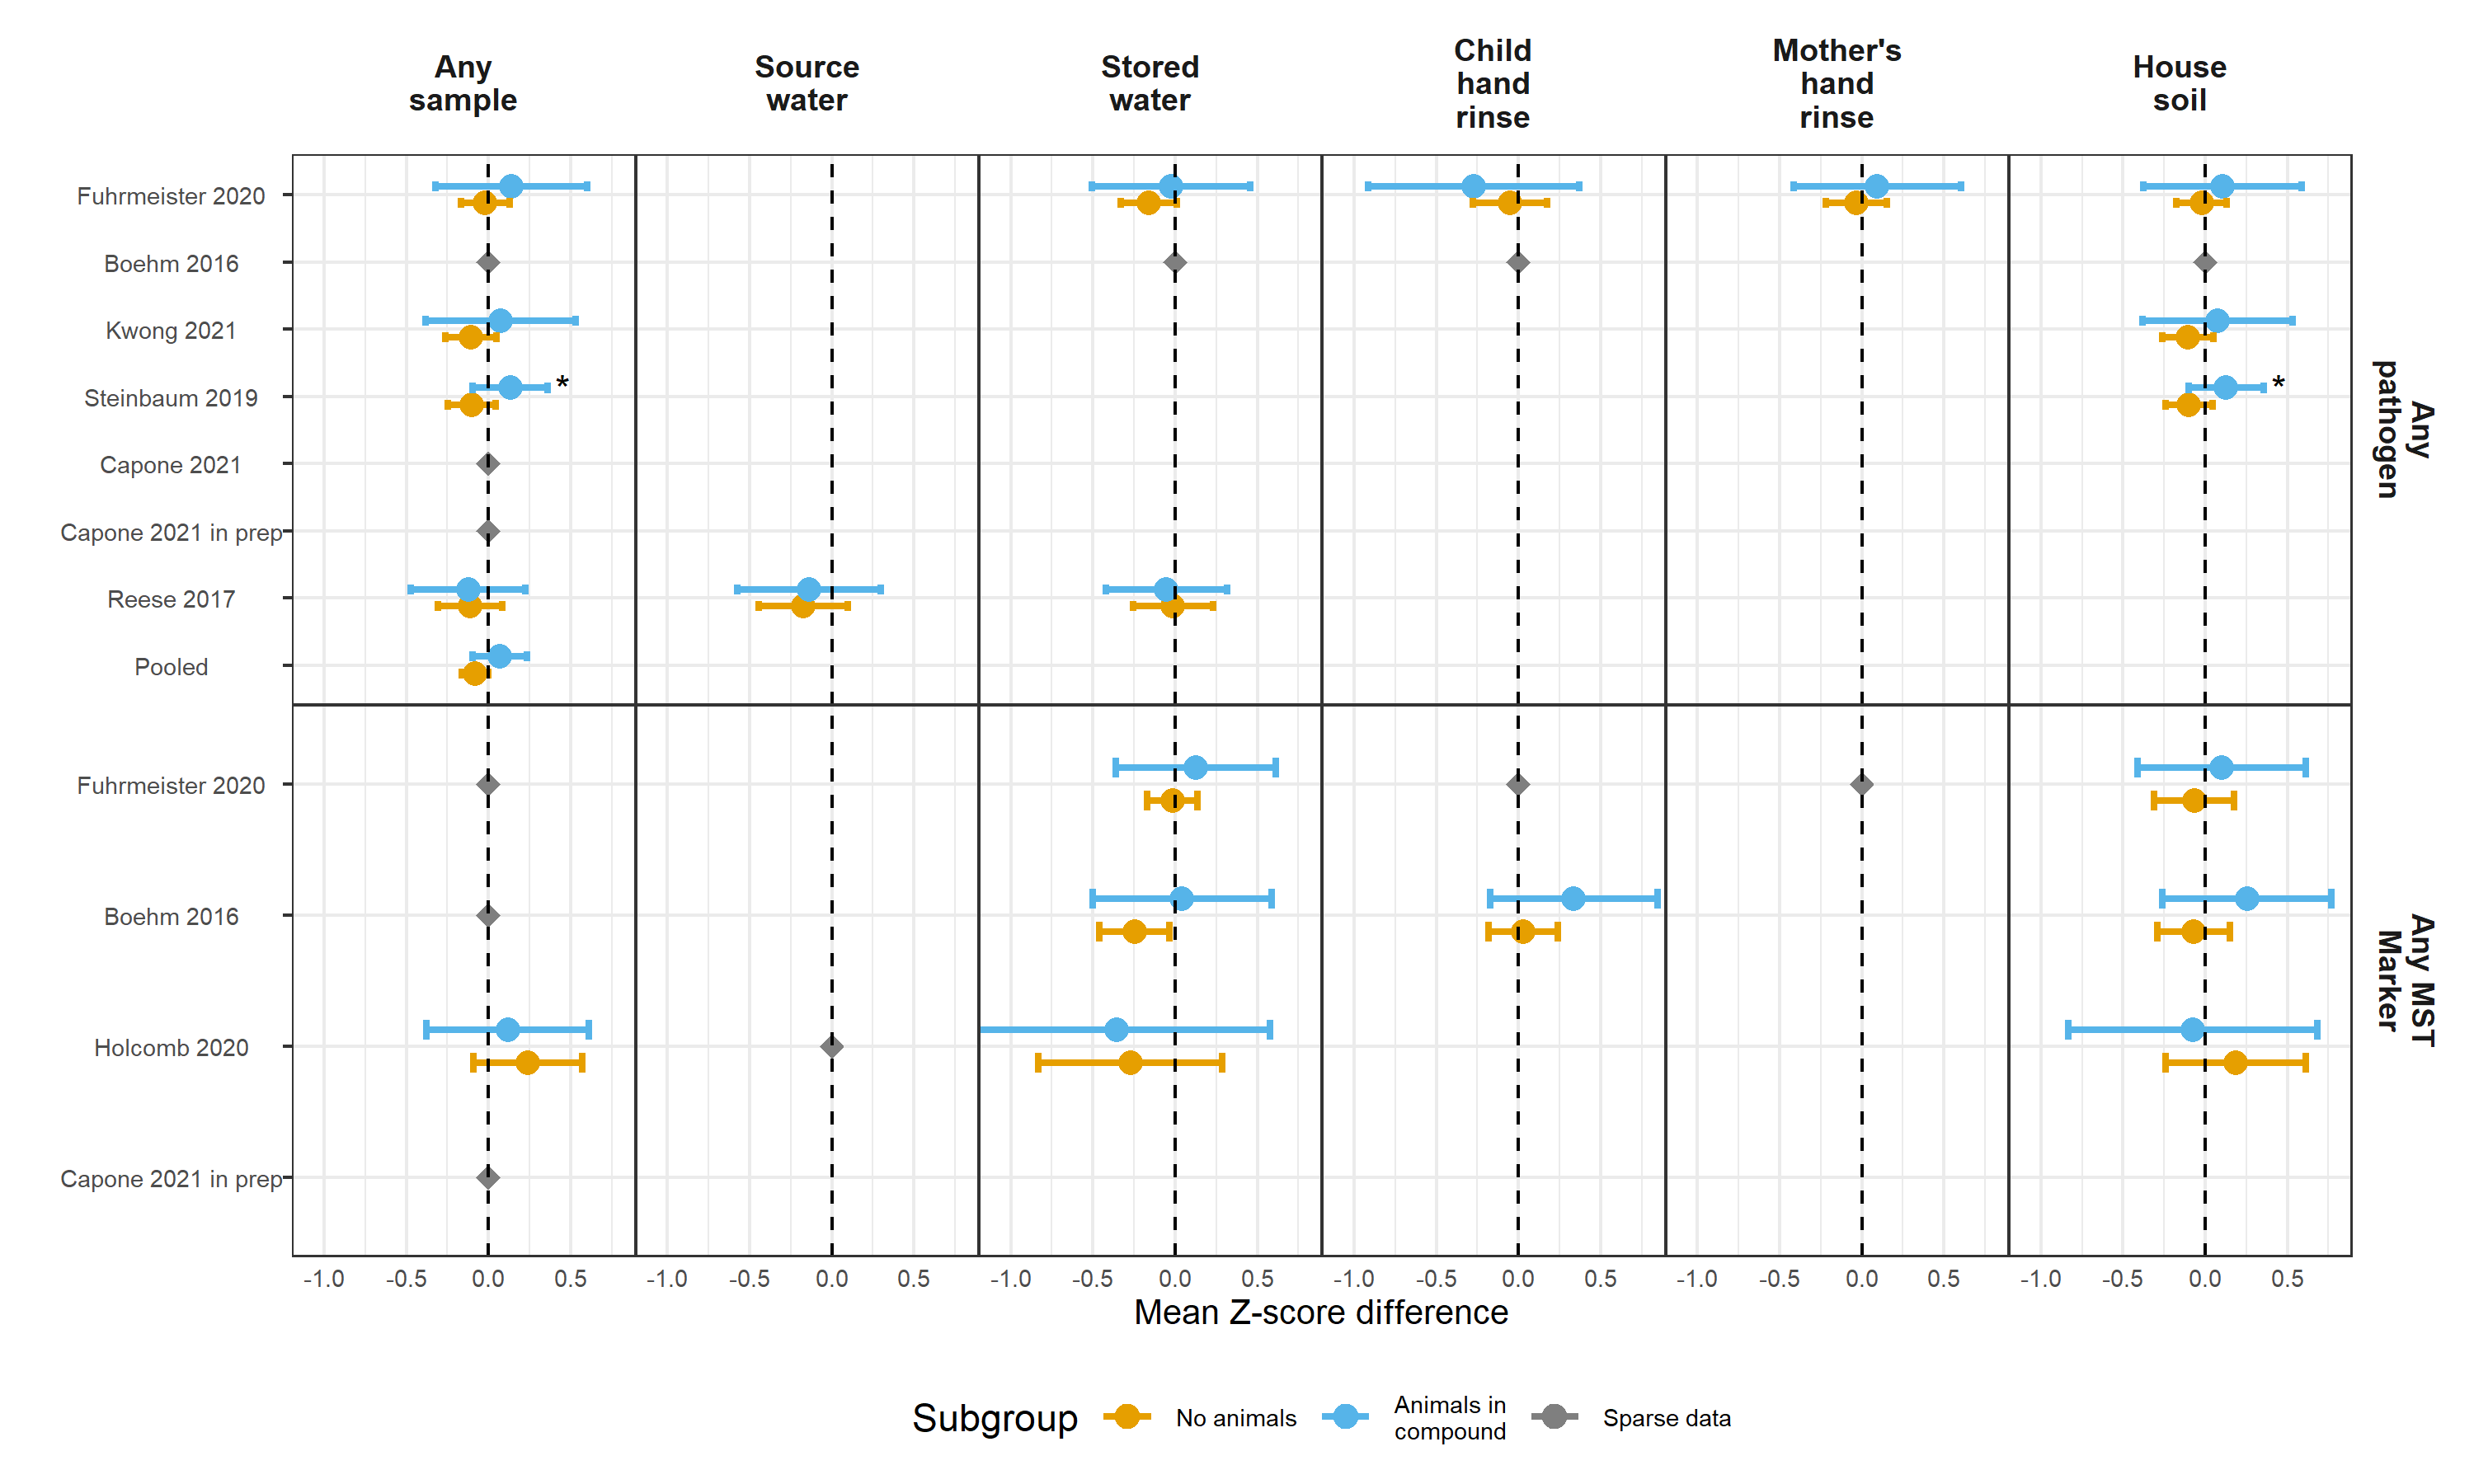 Any
sample
Source
water
Stored
water
Child
hand
rinse
Mother's
hand
rinse
House
soil
Fuhrmeister 2020
Boehm 2016
Kwong 2021
Steinbaum 2019
Capone 2021
Capone 2021 in prep
Reese 2017
Pooled
*
*
Any
pathogen
Fuhrmeister 2020
Boehm 2016
Holcomb 2020
Capone 2021 in prep
Any MST
Marker
-1.0 -0.5 0.0 0.5 -1.0 -0.5 0.0 0.5 -1.0 -0.5 0.0 0.5 -1.0 -0.5 0.0 0.5 -1.0 -0.5 0.0 0.5 -1.0 -0.5 0.0 0.5
Mean Z-score difference
Subgroup
No animals
Animals in
compound
Sparse data